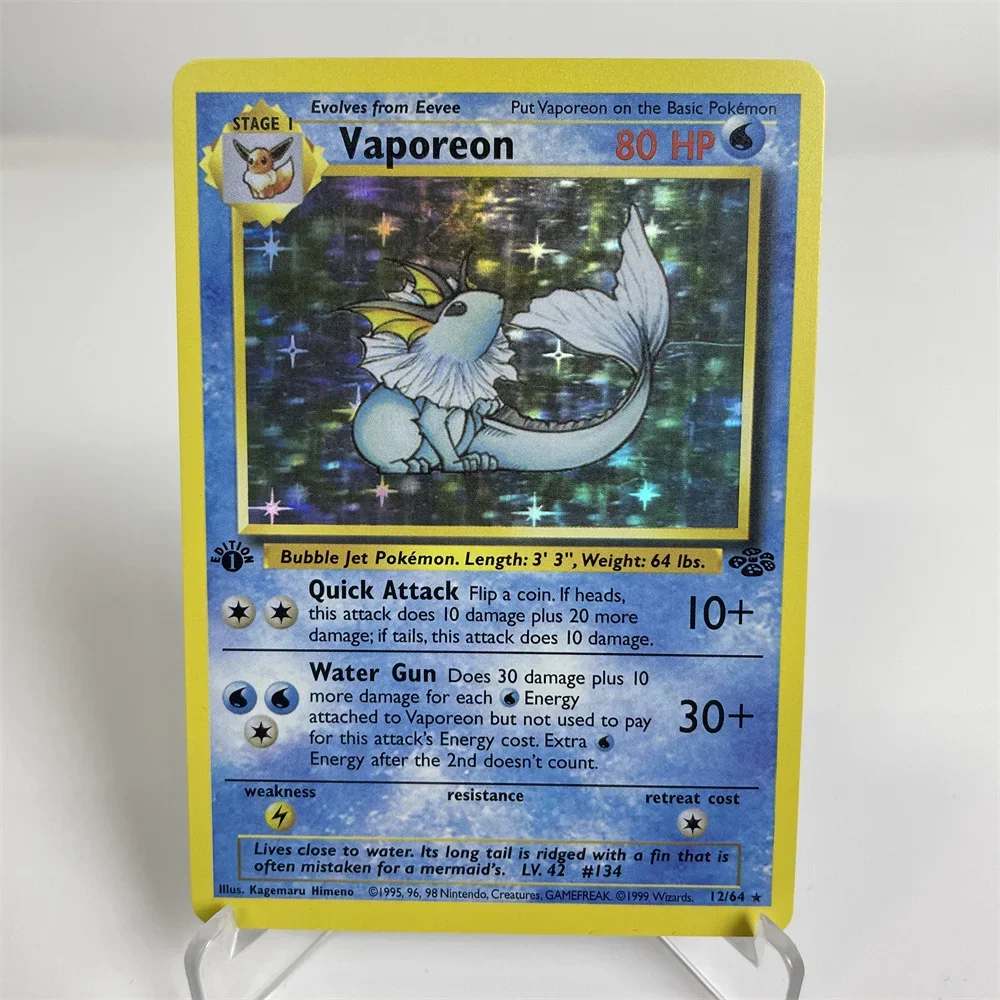 Evolves from Eevee Put Vaporeon on the Basic Pokémon
STAGE 1
Vaporeon 80 HP
EDITION
1
Bubble Jet Pokémon. Length: 3' 3", Weight: 64 lbs.
Quick Attack Flip a coin. If heads,
this attack does 10 damage plus 20 more
damage; if tails, this attack does 10 damage.
10+
Water Gun Does 30 damage plus 10
more damage for each Energy
attached to Vaporeon but not used to pay
for this attack's Energy cost. Extra
Energy after the 2nd doesn't count.
30+
weakness resistance retreat cost
Lives close to water. Its long tail is ridged with a fin that is
often mistaken for a mermaid's. LV. 42 #134
Illus. Kagemaru Himeno ©1995, 96, 98 Nintendo, Creatures, GAMEFREAK. ©1999 Wizards. 12/64 ★